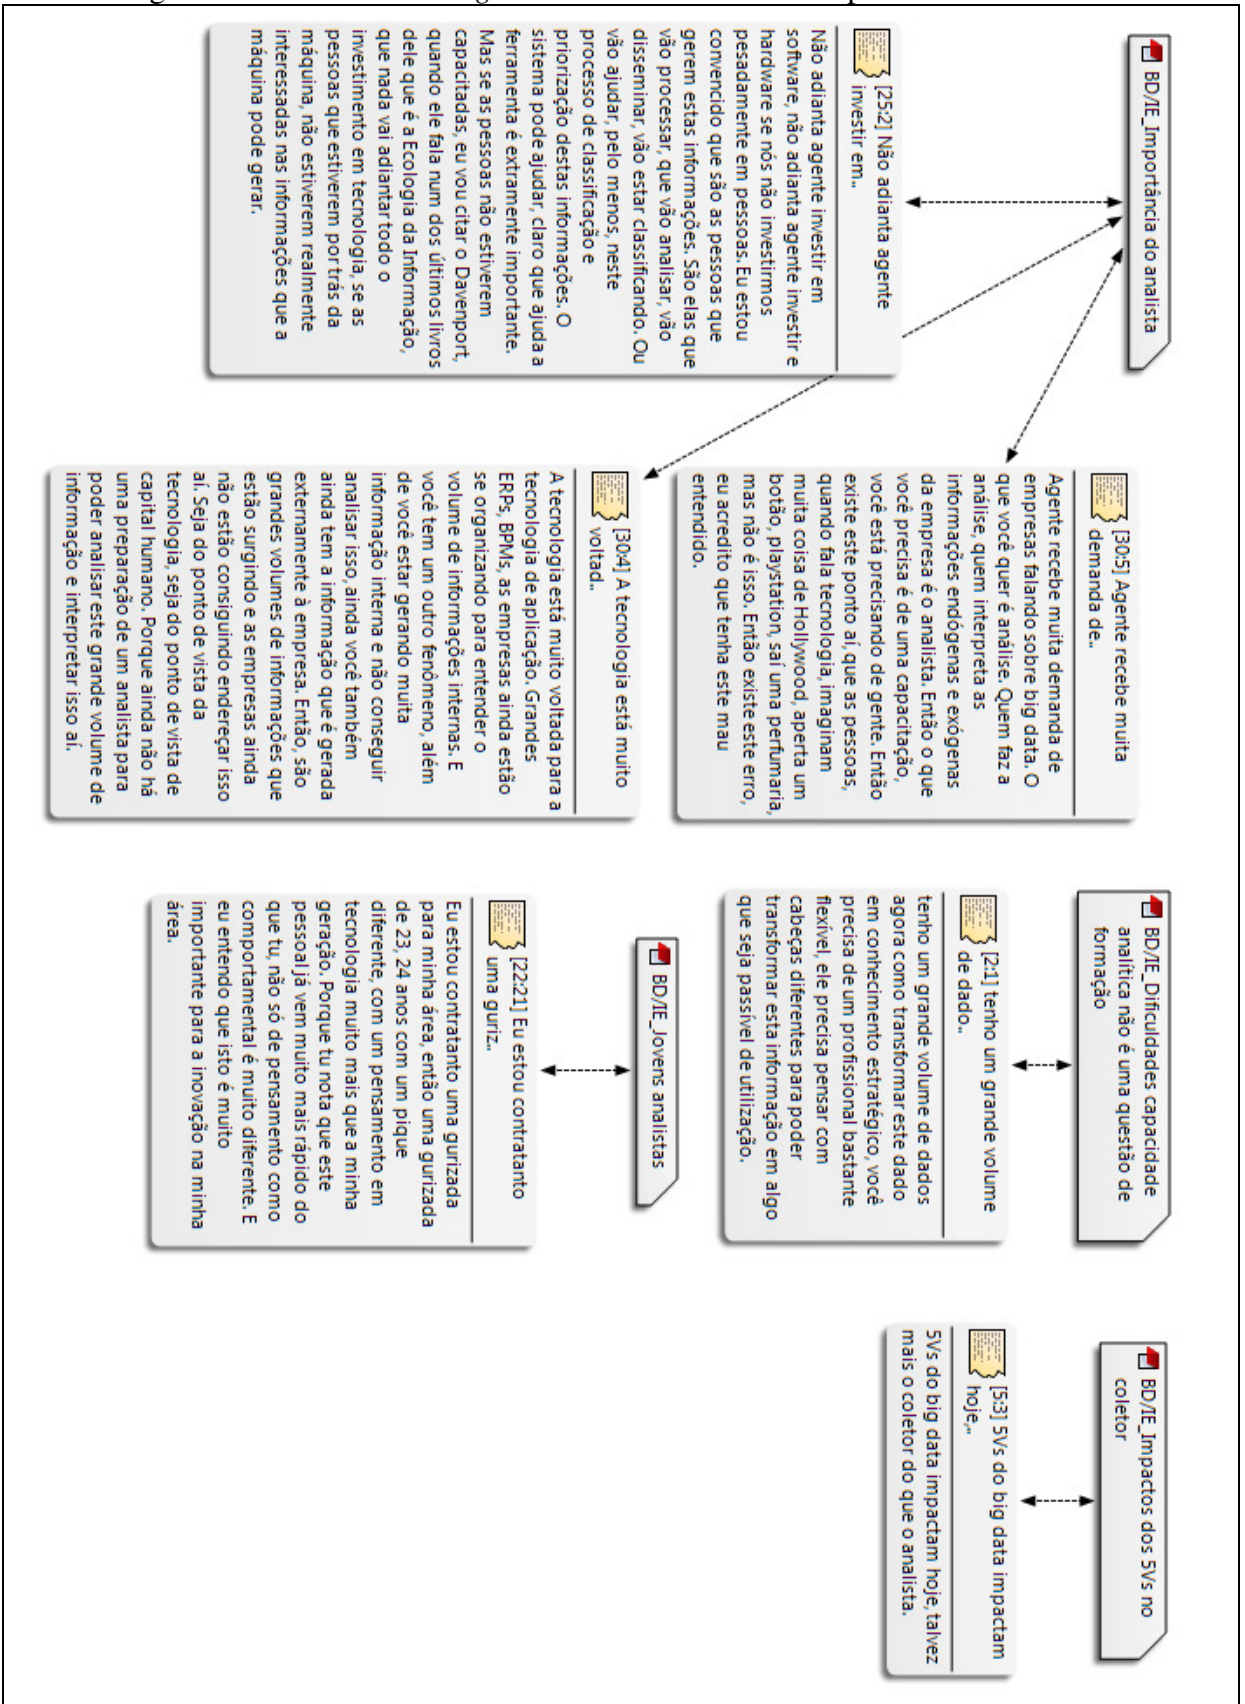 BD/IE_Importância do analista
[25:2] Não adianta agente
investir em..
Não adianta agente investir em
software, não adianta agente investir e
hardware se nós não investirmos
pesadamente em pessoas. Eu estou
convencido que são as pessoas que
gerem estas informações. São elas que
vão processar, que vão analisar, vão
disseminar, vão estar classificando. Ou
vão ajudar, pelo menos, neste
processo de classificação e
priorização destas informações. O
sistema pode ajudar, claro que ajuda a
ferramenta é extramente importante.
Mas se as pessoas não estiverem
capacitadas, eu vou citar o Davenport,
quando ele fala num dos últimos livros
dele que é a Ecologia da Informação,
que nada vai adiantar todo o
investimento em tecnologia, se as
pessoas que estiverem por trás da
máquina, não estiverem realmente
interessadas nas informações que a
máquina pode gerar.
[30:5] Agente recebe muita
demanda de..
Agente recebe muita demanda de
empresas falando sobre big data. O
que você quer é análise. Quem faz a
análise, quem interpreta as
informações endógenas e exógenas
da empresa é o analista. Então o que
você precisa é de uma capacitação,
você está precisando de gente. Então
existe este ponto aí, que as pessoas,
quando fala tecnologia, imaginam
muita coisa de Hollywood, aperta um
botão, playstation, saí uma perfumaria,
mas não é isso. Então existe este erro,
eu acredito que tenha este mau
entendido.
[30:4] A tecnologia está muito
voltad..
A tecnologia está muito voltada para a
tecnologia de aplicação. Grandes
ERPs, BPMs, as empresas ainda estão
se organizando para entender o
volume de informações internas. E
você tem um outro fenômeno, além
de você estar gerando muita
informação interna e não conseguir
analisar isso, ainda você também
ainda tem a informação que é gerada
externamente à empresa. Então, são
grandes volumes de informações que
estão surgindo e as empresas ainda
não estão conseguindo endereçar isso
aí. Seja do ponto de vista da
tecnologia, seja do ponto de vista de
capital humano. Porque ainda não há
uma preparação de um analista para
poder analisar este grande volume de
informação e interpretar isso aí.
BD/IE_Dificuldades capacidade
analítica não é uma questão de
formação
[2:1] tenho um grande volume
de dado..
tenho um grande volume de dados
agora como transformar este dado
em conhecimento estratégico, você
precisa de um profissional bastante
flexível, ele precisa pensar com
cabeças diferentes para poder
transformar esta informação em algo
que seja passível de utilização.
BD/IE_Jovens analistas
[22:21] Eu estou contratanto
uma guriz..
Eu estou contratanto uma gurizada
para minha área, então uma gurizada
de 23, 24 anos com um pique
diferente, com um pensamento em
tecnologia muito mais que a minha
geração. Porque tu nota que este
pessoal já vem muito mais rápido do
que tu, não só de pensamento como
comportamental é muito diferente. E
eu entendo que isto é muito
importante para a inovação na minha
área.
BD/IE_Impactos dos 5Vs no
coletor
[5:3] 5Vs do big data impactam
hoje,..
5Vs do big data impactam hoje, talvez
mais o coletor do que o analista.